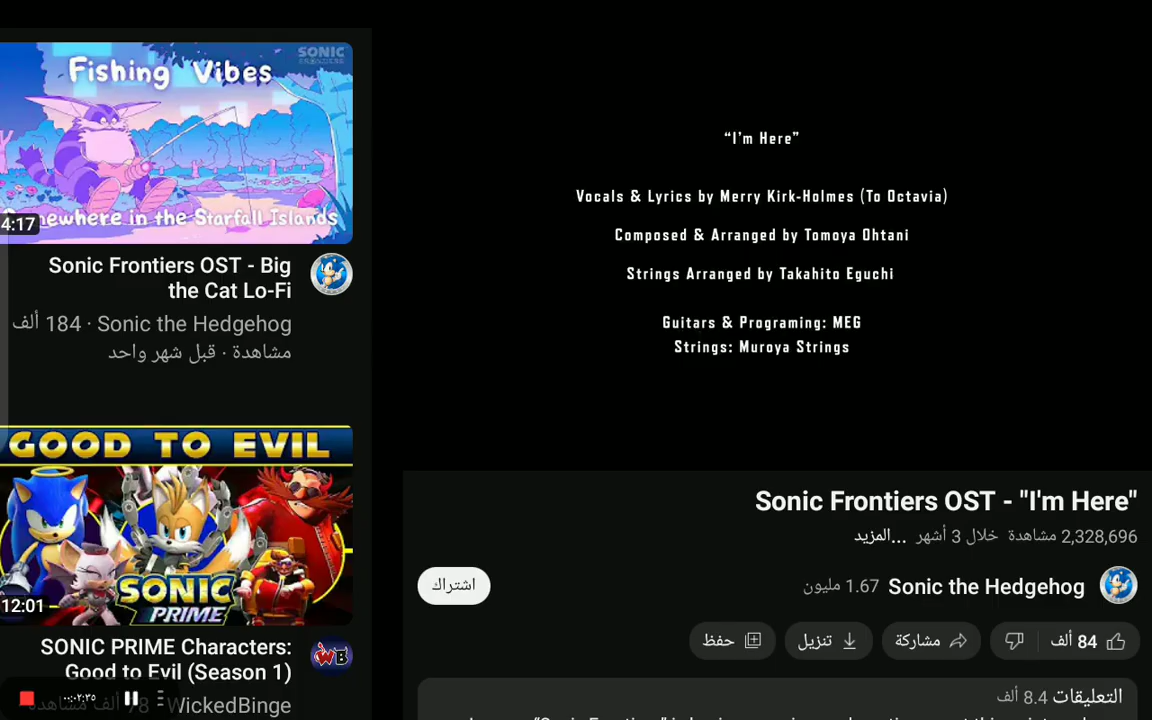 SONIC
FRONTIERS
Fishing Vibes
mewhere in the Starfall Islands
4:17
Sonic Frontiers OST - Big
the Cat Lo-Fi
Sonic the Hedgehog · 184 ألف
مشاهدة · قبل شهر واحد
GOOD TO EVIL
SONIC
PRIME
12:01
SONIC PRIME Characters:
Good to Evil (Season 1)
WickedBinge
٠٠:٠٢:٣٥
“I’m Here”
Vocals & Lyrics by Merry Kirk-Holmes (To Octavia)
Composed & Arranged by Tomoya Ohtani
Strings Arranged by Takahito Eguchi
Guitars & Programing: MEG
Strings: Muroya Strings
Sonic Frontiers OST - "I'm Here"
2,328,696 مشاهدة خلال 3 أشهر ...المزيد
Sonic the Hedgehog 1.67 مليون
اشتراك
84 ألف
مشاركة
تنزيل
حفظ
التعليقات 8.4 ألف